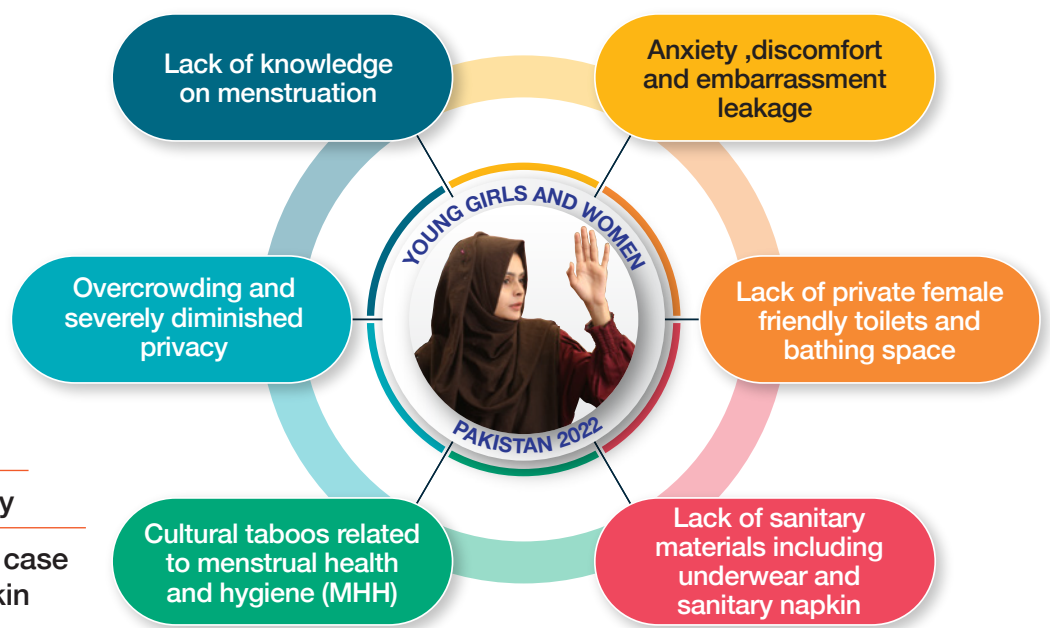 Lack of knowledge
on menstruation
Anxiety ,discomfort
and embarrassment
leakage
YOUNG GIRLS AND WOMEN
PAKISTAN 2022
Overcrowding and
severely diminished
privacy
Lack of private female
friendly toilets and
bathing space
Cultural taboos related
to menstrual health
and hygiene (MHH)
Lack of sanitary
materials including
underwear and
sanitary napkin
y
case
kin